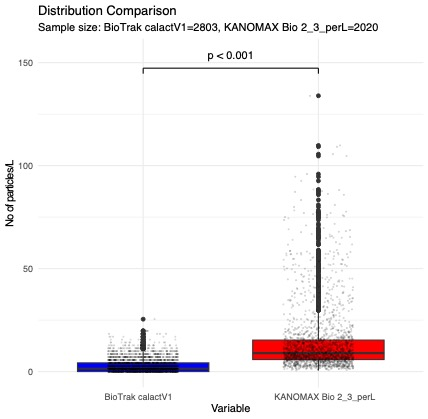 Distribution Comparison
Sample size: BioTrak calactV1=2803, KANOMAX Bio 2_3_perL=2020
p < 0.001
150
100
50
0
No of particles/L
BioTrak calactV1
KANOMAX Bio 2_3_perL
Variable